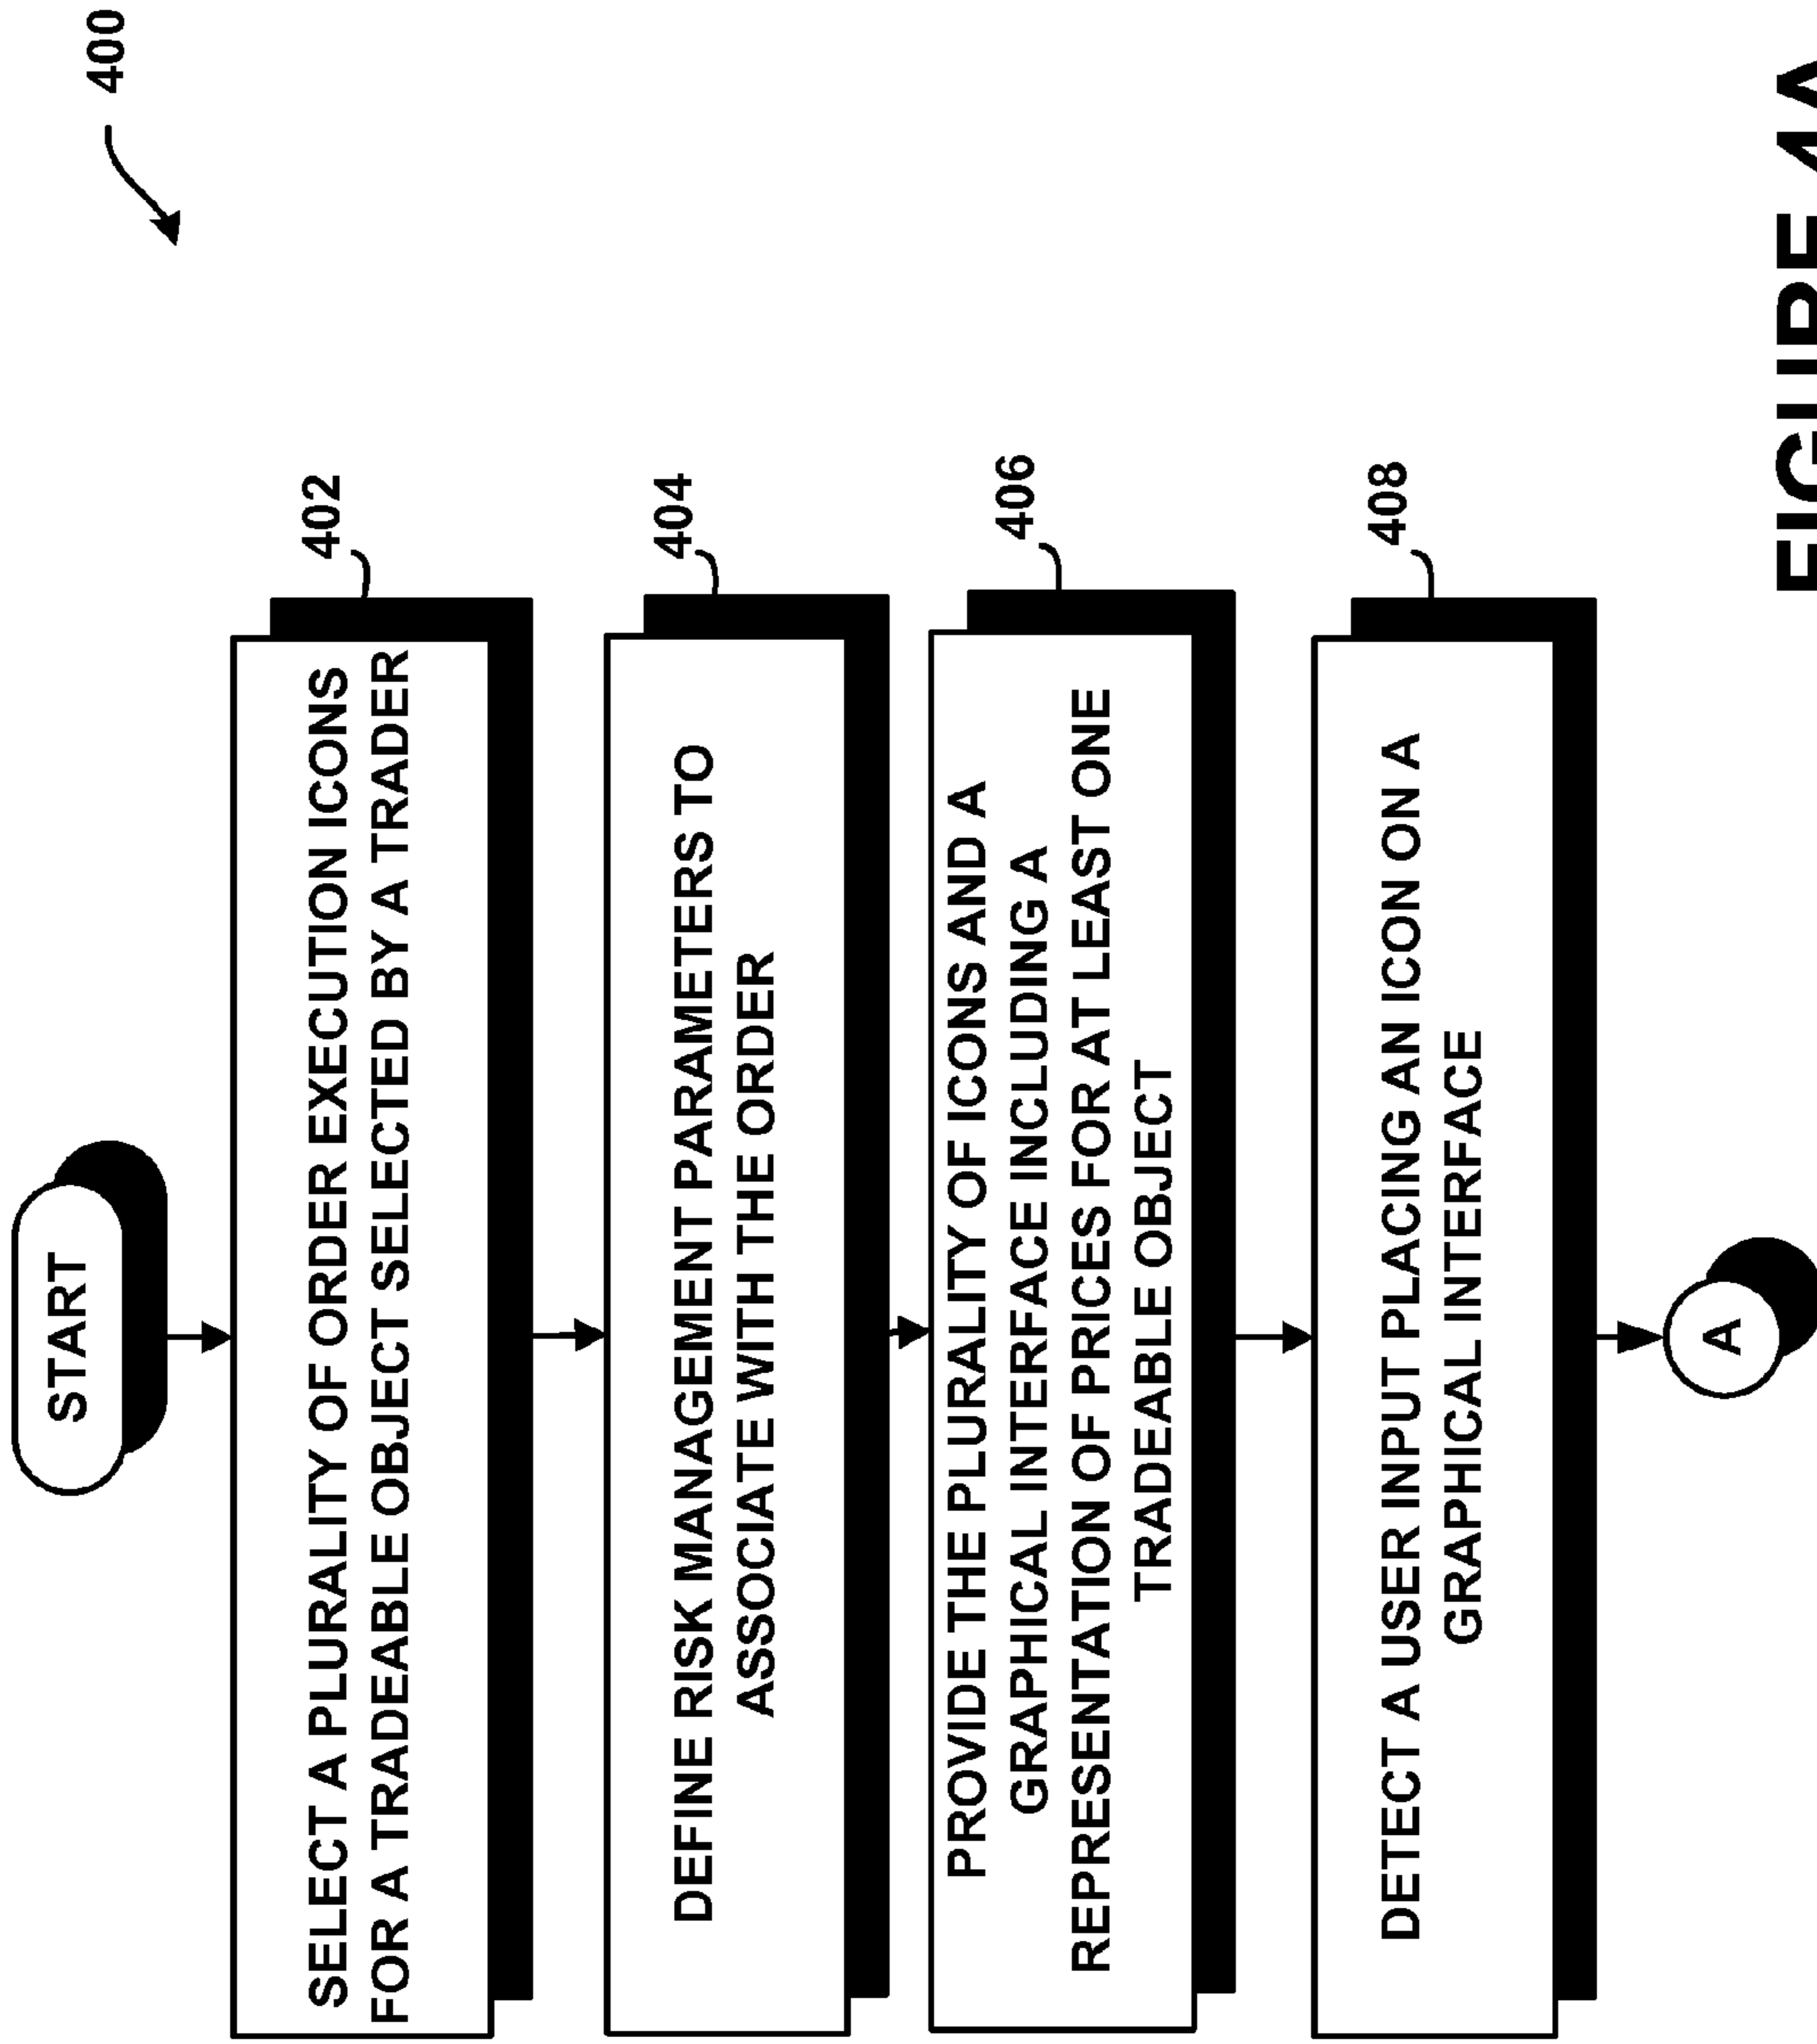 400
START
SELECT A PLURALITY OF ORDER EXECUTION ICONS
FOR A TRADEABLE OBJECT SELECTED BY A TRADER
402
DEFINE RISK MANAGEMENT PARAMETERS TO
ASSOCIATE WITH THE ORDER
404
PROVIDE THE PLURALITY OF ICONS AND A
GRAPHICAL INTERFACE INCLUDING A
REPRESENTATION OF PRICES FOR AT LEAST ONE
TRADEABLE OBJECT
406
DETECT A USER INPUT PLACING AN ICON ON A
GRAPHICAL INTERFACE
408
A
FIGURE 4A